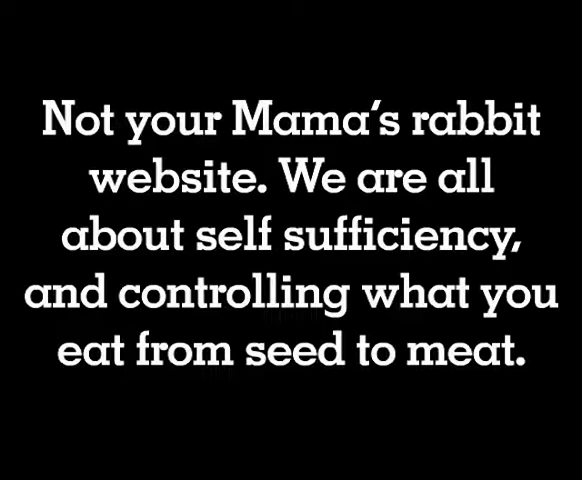 Not your Mama's rabbit
website. We are all
about self sufficiency,
and controlling what you
eat from seed to meat.